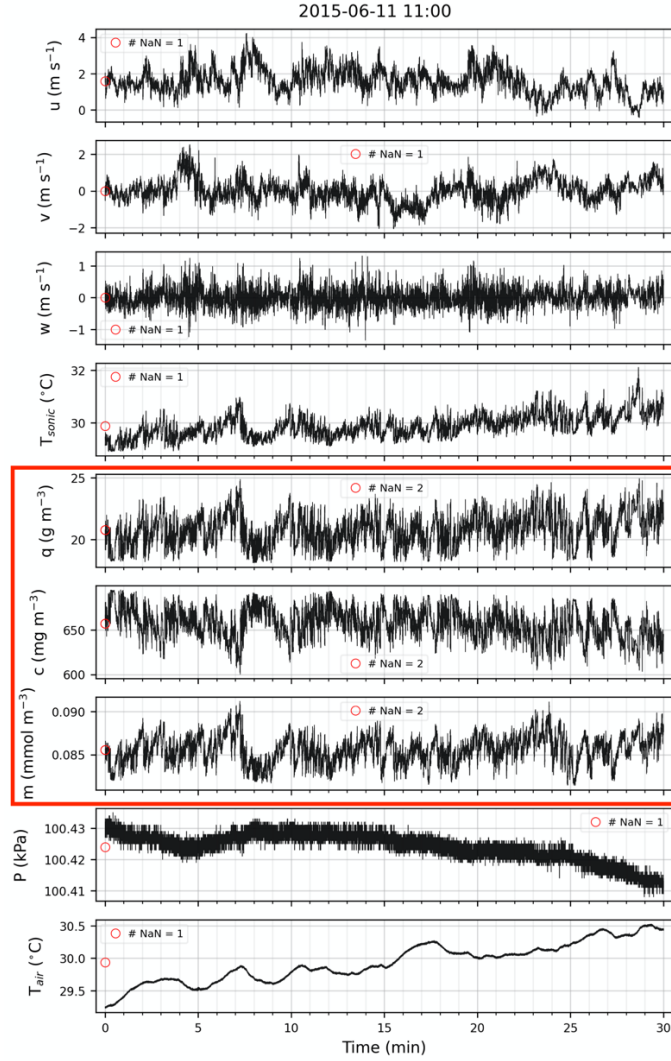 2015-06-11 11:00
4
2
0
u (m s⁻¹)
# NaN = 1
2
0
−2
v (m s⁻¹)
# NaN = 1
1
0
−1
w (m s⁻¹)
# NaN = 1
32
30
T_sonic (°C)
# NaN = 1
25
20
q (g m⁻³)
# NaN = 2
650
600
c (mg m⁻³)
# NaN = 2
0.090
0.085
m (mmol m⁻³)
# NaN = 2
100.43
100.42
100.41
P (kPa)
# NaN = 1
30.5
30.0
29.5
T_air (°C)
# NaN = 1
0 5 10 15 20 25 30
Time (min)